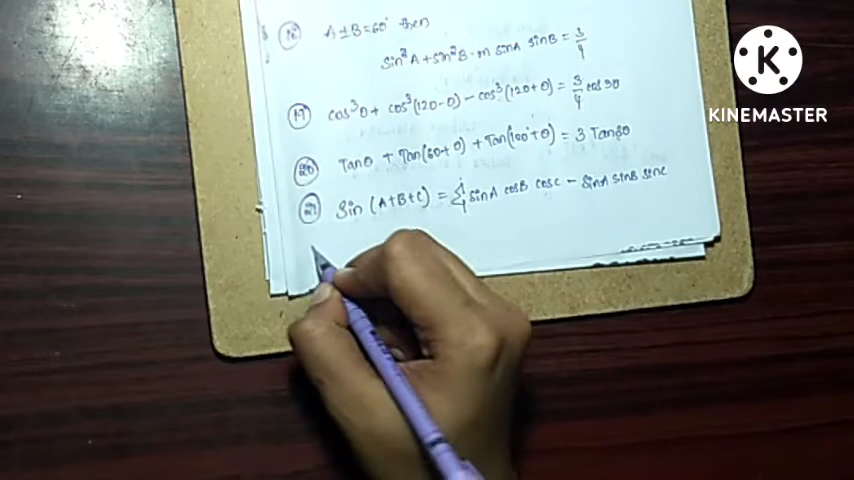 (18) A±B=60° then
sin²A + sin²B - m sinA sinB = 3/4
(19) cos³θ + cos³(120-θ) - cos³(120+θ) = 3/4 cos3θ
(20) Tanθ + Tan(60+θ) + Tan(100+θ) = 3 Tan3θ
(21) Sin (A+B+C) = Σ sinA cosB cosC - sinA sinB sinC
KINEMASTER